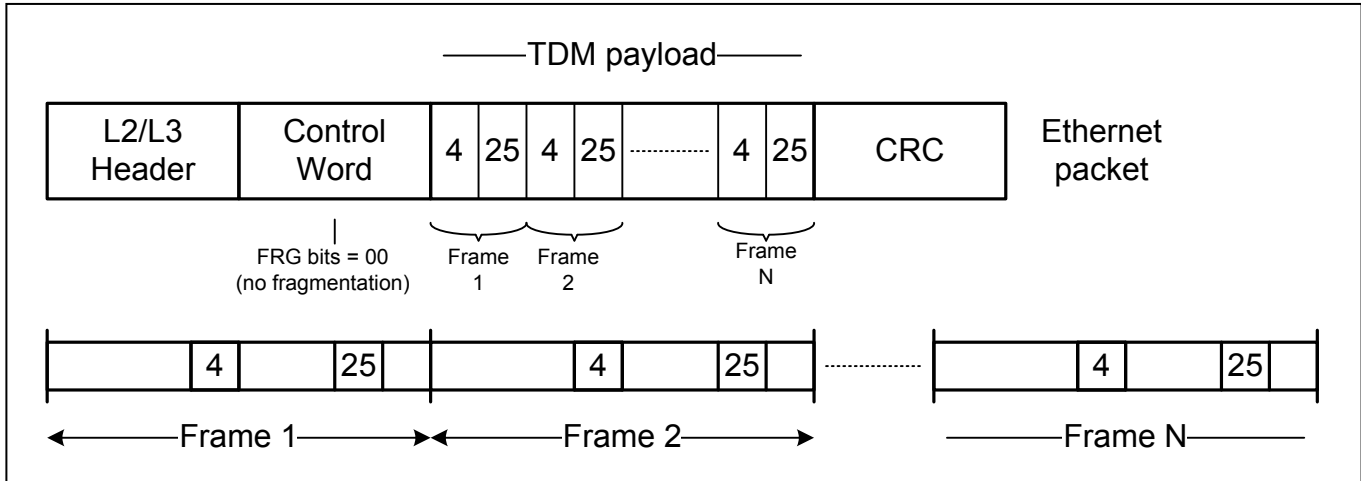 TDM payload
L2/L3 Header
Control Word
4 25 4 25 4 25
CRC
Ethernet packet
FRG bits = 00
(no fragmentation)
Frame 1
Frame 2
Frame N
4 25 4 25 4 25
Frame 1 Frame 2 Frame N